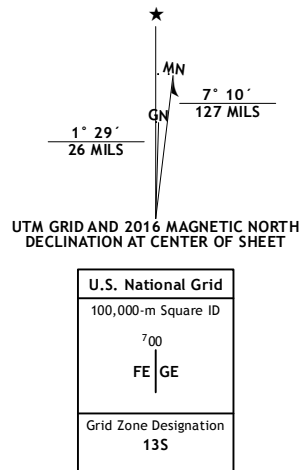 ★
MN
GN
7° 10´
127 MILS
1° 29´
26 MILS
UTM GRID AND 2016 MAGNETIC NORTH
DECLINATION AT CENTER OF SHEET
U.S. National Grid
100,000-m Square ID
⁷00
FE GE
Grid Zone Designation
13S